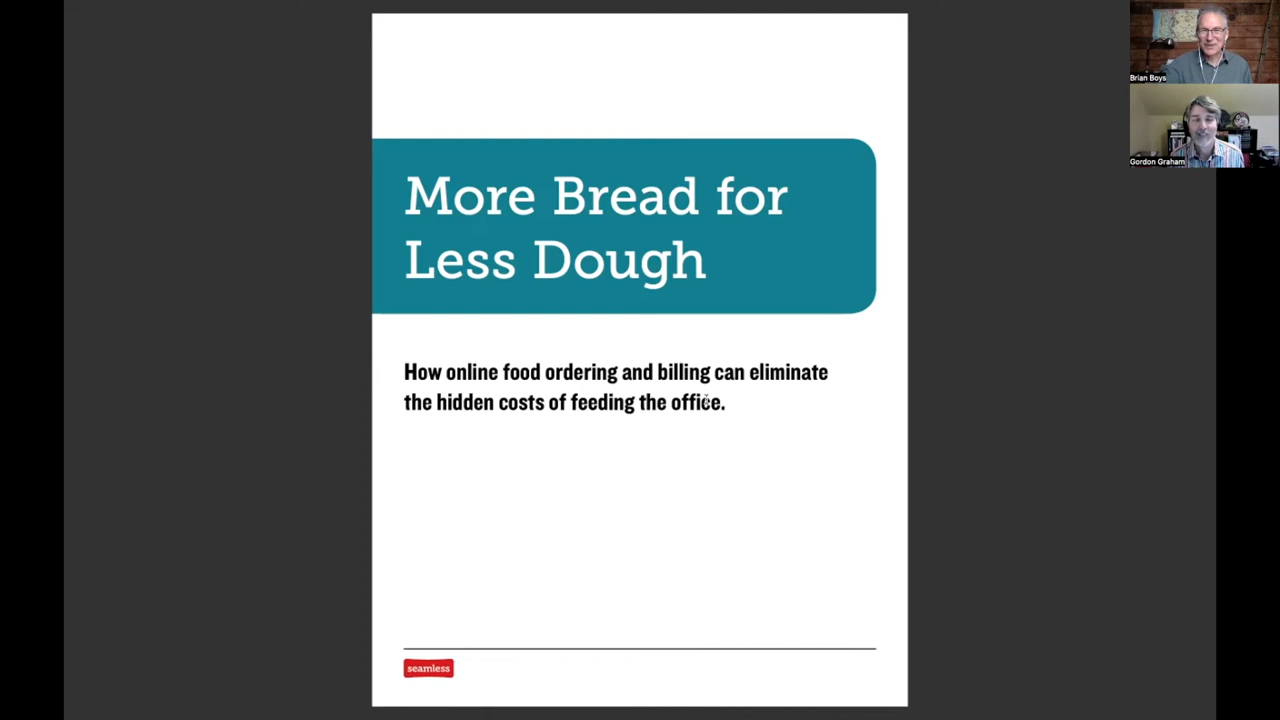 More Bread for
Less Dough
How online food ordering and billing can eliminate
the hidden costs of feeding the office.
seamless
Brian Boys
Gordon Graham